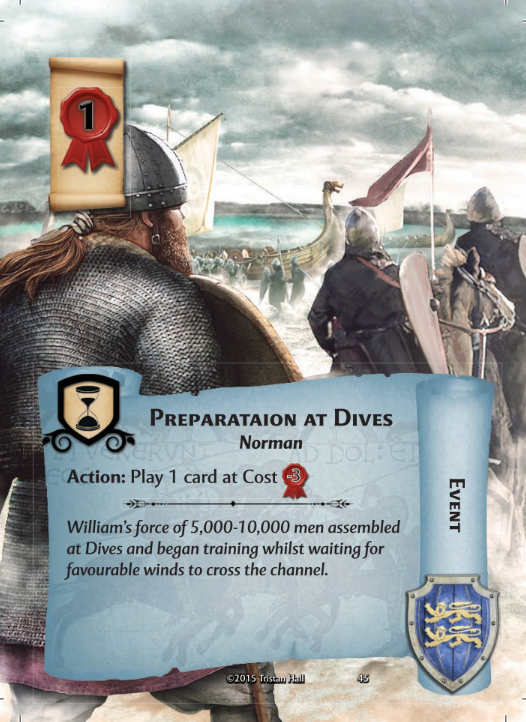 1
PREPARATAION AT DIVES
Norman
Action: Play 1 card at Cost -3
William's force of 5,000-10,000 men assembled
at Dives and began training whilst waiting for
favourable winds to cross the channel.
EVENT
©2015 Tristan Hall
45